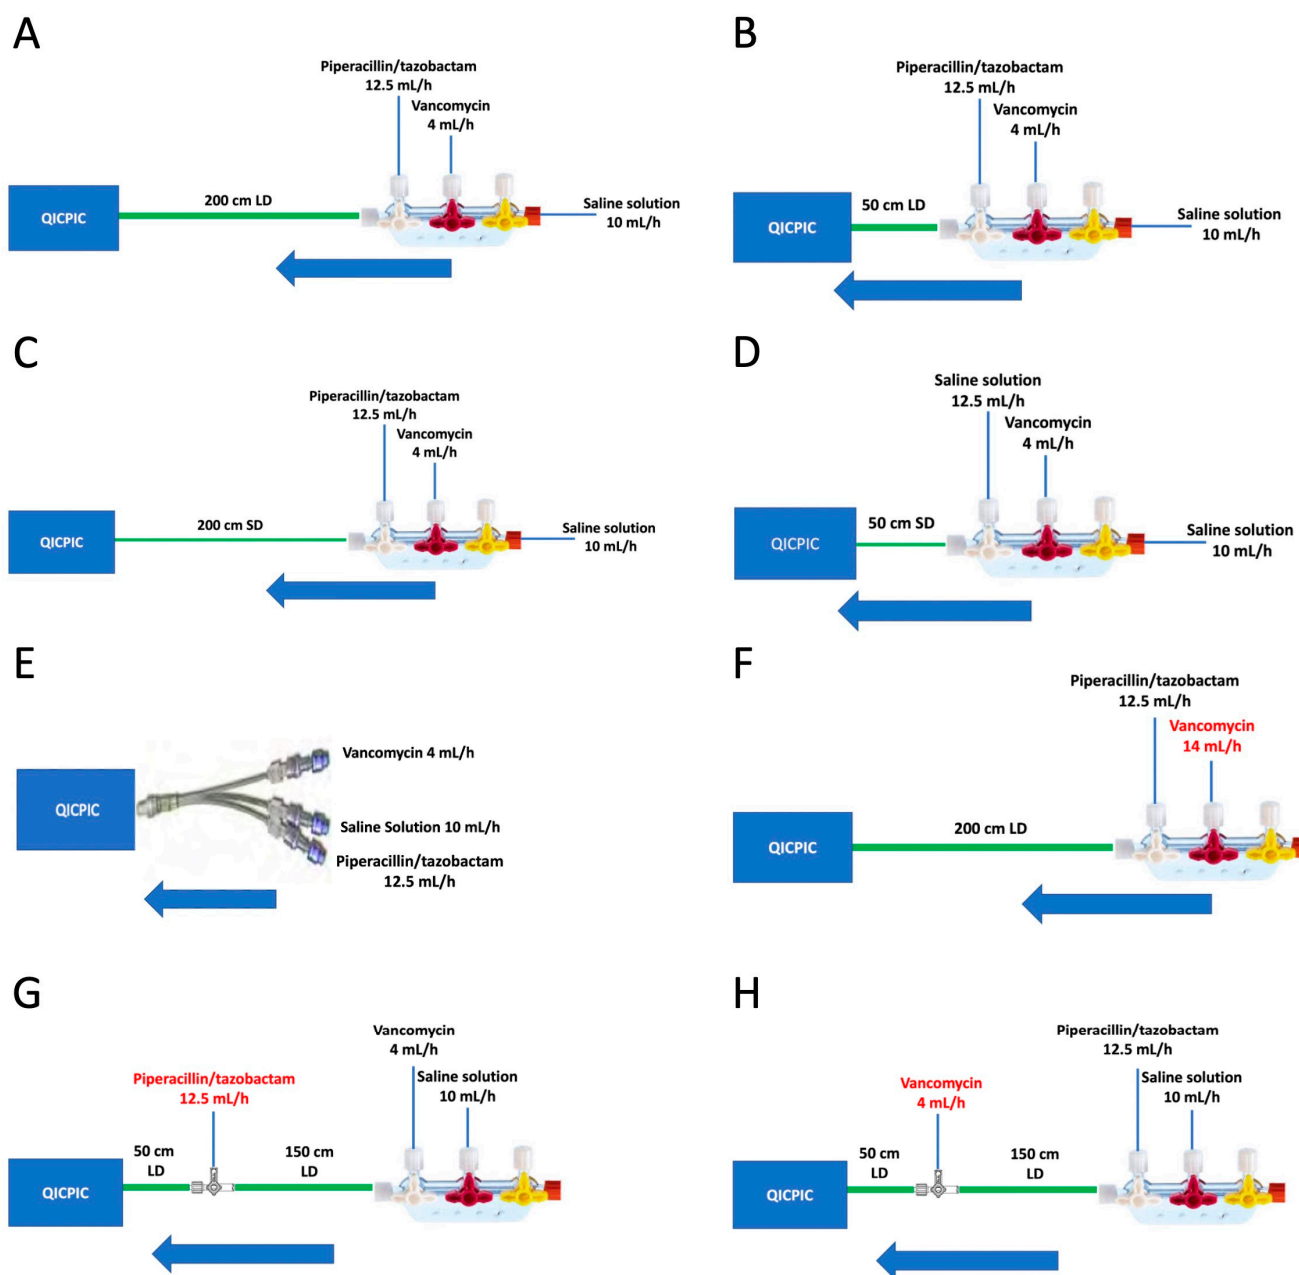 A
Piperacillin/tazobactam
12.5 mL/h
Vancomycin
4 mL/h
200 cm LD
QICPIC
Saline solution
10 mL/h
B
Piperacillin/tazobactam
12.5 mL/h
Vancomycin
4 mL/h
50 cm LD
QICPIC
Saline solution
10 mL/h
C
Piperacillin/tazobactam
12.5 mL/h
Vancomycin
4 mL/h
200 cm SD
QICPIC
Saline solution
10 mL/h
D
Saline solution
12.5 mL/h
Vancomycin
4 mL/h
50 cm SD
QICPIC
Saline solution
10 mL/h
E
Vancomycin 4 mL/h
QICPIC
Saline Solution 10 mL/h
Piperacillin/tazobactam
12.5 mL/h
F
Piperacillin/tazobactam
12.5 mL/h
Vancomycin
14 mL/h
200 cm LD
QICPIC
G
Vancomycin
4 mL/h
Piperacillin/tazobactam
12.5 mL/h
Saline solution
10 mL/h
50 cm
LD
150 cm
LD
QICPIC
H
Piperacillin/tazobactam
12.5 mL/h
Vancomycin
4 mL/h
Saline solution
10 mL/h
50 cm
LD
150 cm
LD
QICPIC